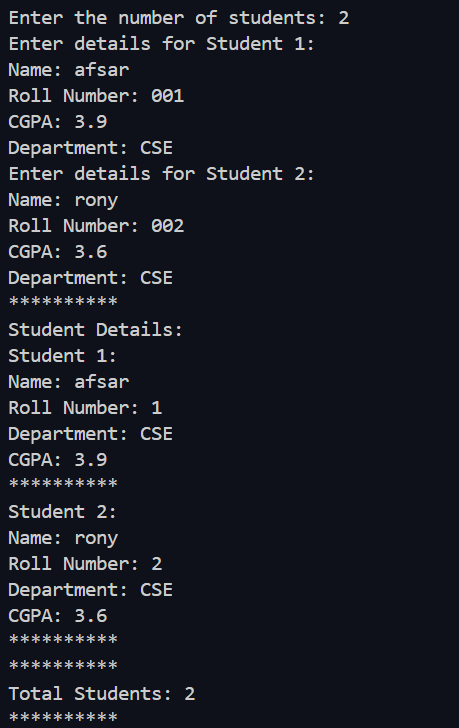 Enter the number of students: 2
Enter details for Student 1:
Name: afsar
Roll Number: 001
CGPA: 3.9
Department: CSE
Enter details for Student 2:
Name: rony
Roll Number: 002
CGPA: 3.6
Department: CSE
**********
Student Details:
Student 1:
Name: afsar
Roll Number: 1
Department: CSE
CGPA: 3.9
**********
Student 2:
Name: rony
Roll Number: 2
Department: CSE
CGPA: 3.6
**********
**********
Total Students: 2
**********